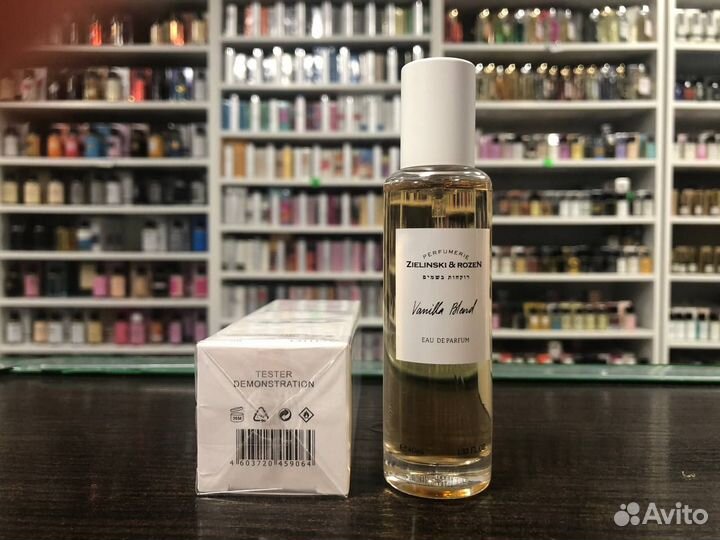 PERFUMERIE
ZIELINSKI & ROZEN
רוקחות בשמים
Vanilla Blend
EAU DE PARFUM
TESTER
DEMONSTRATION
4 603720 459064
Avito